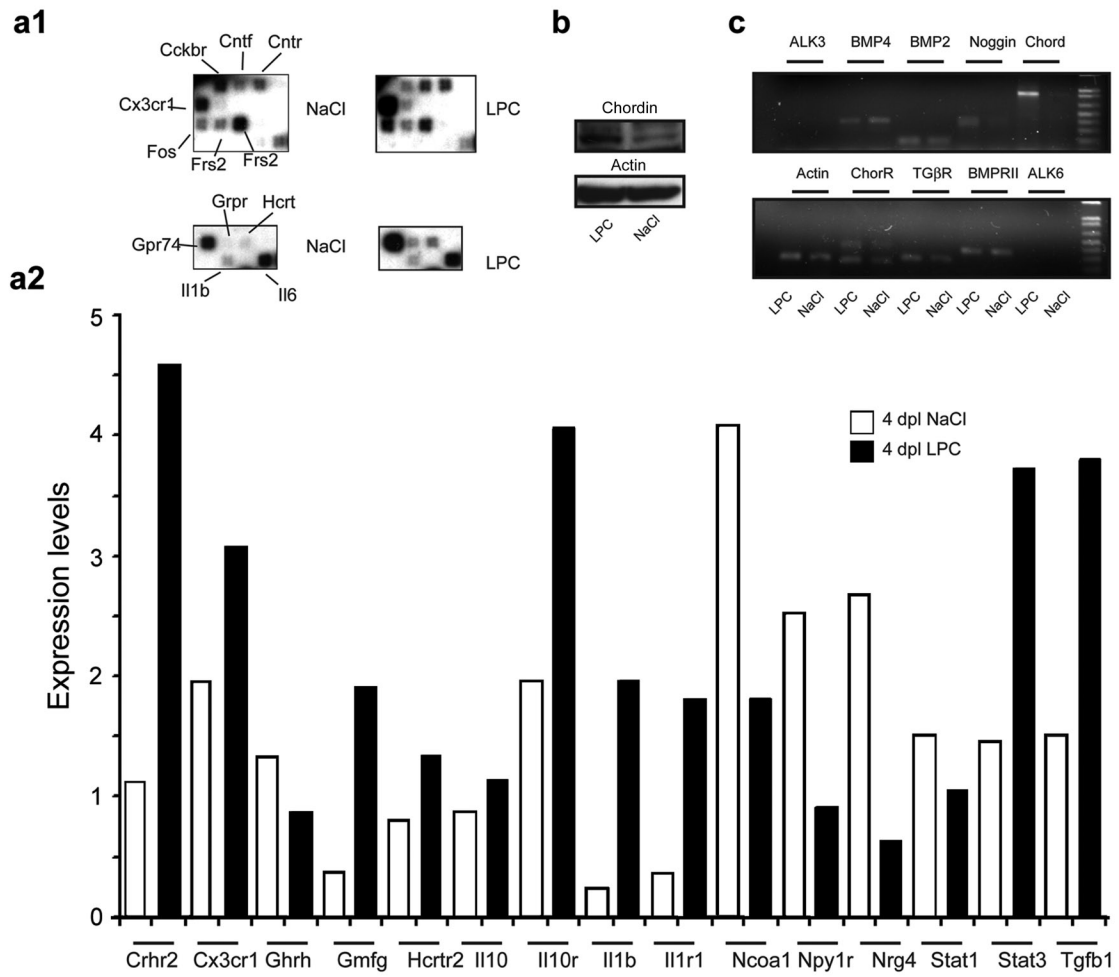 a1
Cckbr
Cntf
Cntr
Cx3cr1
NaCl
LPC
Fos
Frs2
Frs2
Grpr
Hcrt
Gpr74
NaCl
LPC
Il1b
Il6
b
Chordin
Actin
LPC NaCl
c
ALK3 BMP4 BMP2 Noggin Chord
Actin ChorR TGβR BMPRII ALK6
LPC NaCl LPC NaCl LPC NaCl LPC NaCl LPC NaCl
a2
Expression levels
5
4
3
2
1
0
4 dpl NaCl
4 dpl LPC
Crhr2 Cx3cr1 Ghrh Gmfg Hcrtr2 Il10 Il10r Il1b Il1r1 Ncoa1 Npy1r Nrg4 Stat1 Stat3 Tgfb1